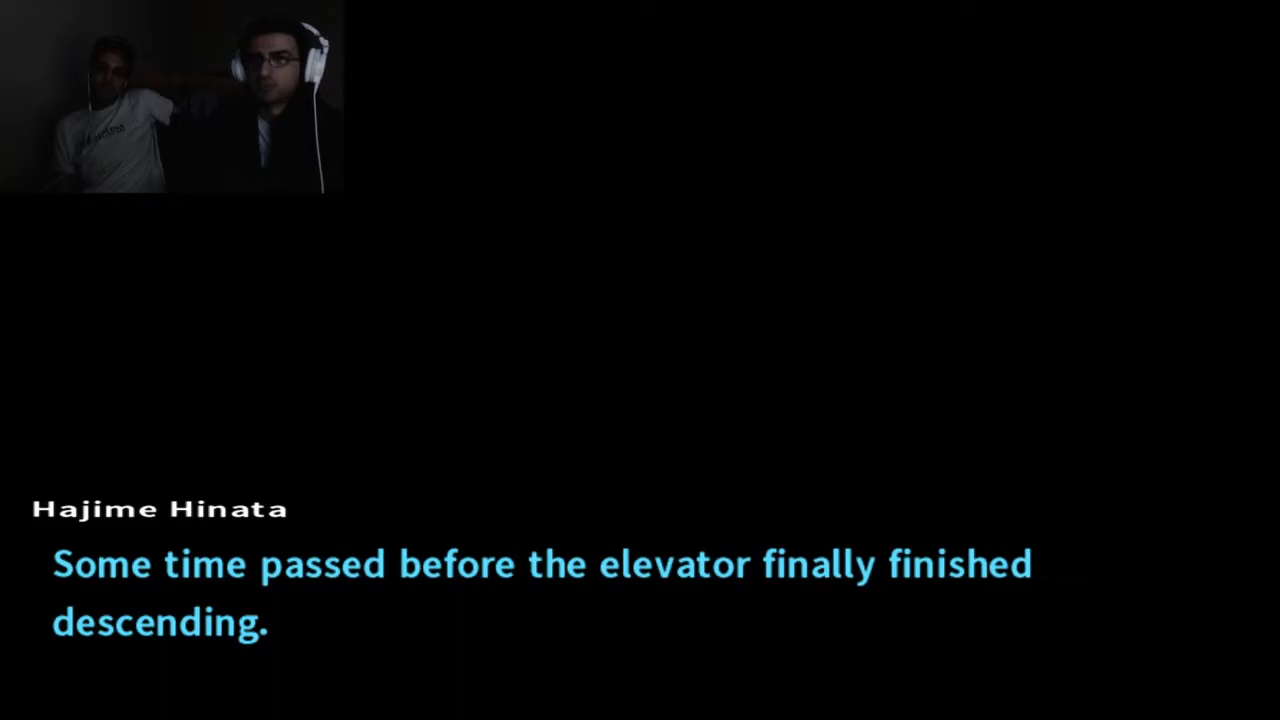 Hajime Hinata
Some time passed before the elevator finally finished
descending.